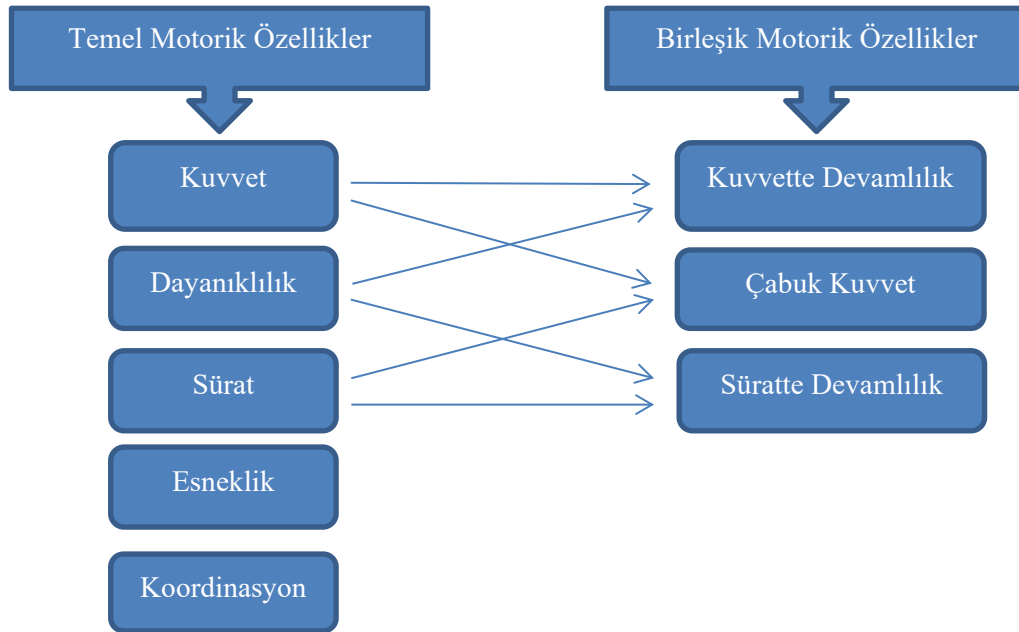 Temel Motorik Özellikler
Birleşik Motorik Özellikler
Kuvvet
Kuvvette Devamlılık
Dayanıklılık
Çabuk Kuvvet
Sürat
Süratte Devamlılık
Esneklik
Koordinasyon